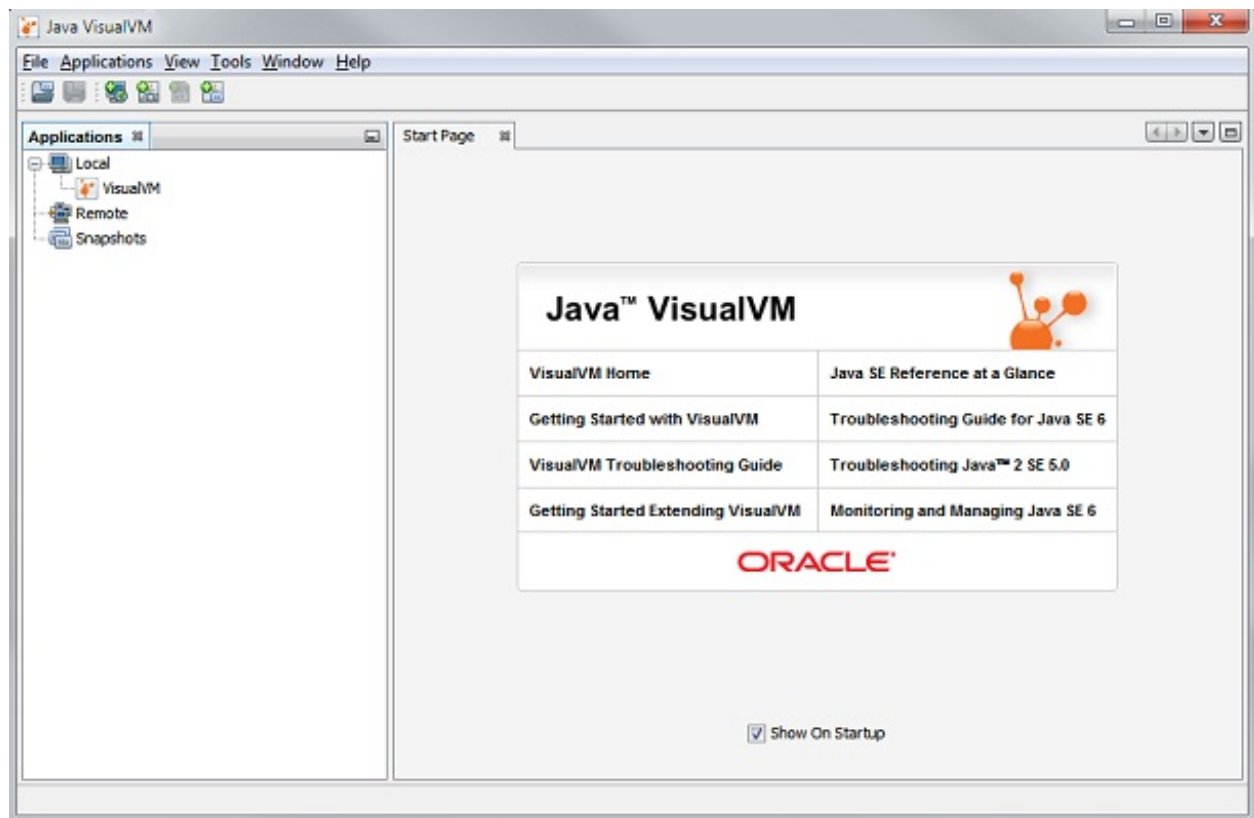 Java VisualVM
File Applications View Tools Window Help
Applications
Local
VisualVM
Remote
Snapshots
Start Page
Java™ VisualVM
VisualVM Home
Java SE Reference at a Glance
Getting Started with VisualVM
Troubleshooting Guide for Java SE 6
VisualVM Troubleshooting Guide
Troubleshooting Java™ 2 SE 5.0
Getting Started Extending VisualVM
Monitoring and Managing Java SE 6
ORACLE
Show On Startup